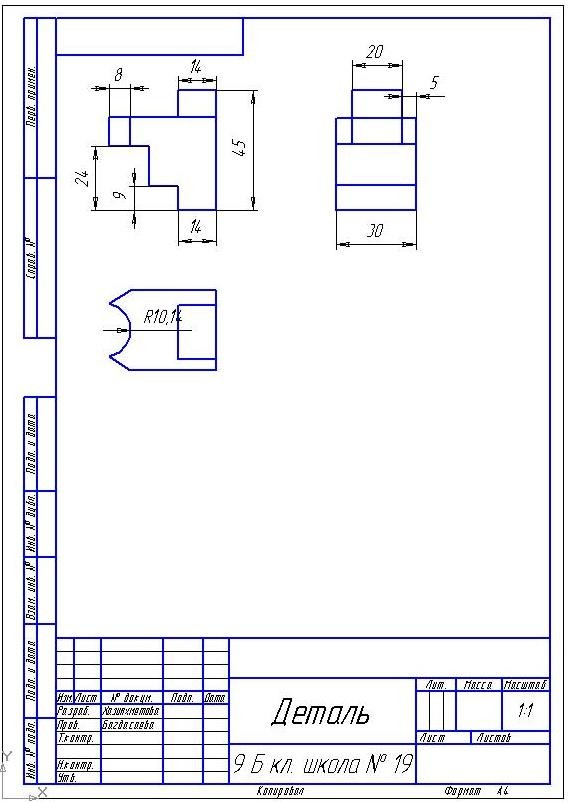 Перв. примен.
Справ. №
Подп. и дата
Инв. № дубл.
Взам. инв. №
Подп. и дата
Инв. № подл.
14
8
24
9
45
14
20
5
30
R10,14
Изм. Лист № докум. Подп. Дата
Разраб.
Пров. Багдасаева
Т.контр.
Н.контр.
Утв.
Деталь
9 Б кл. школа № 19
Лит. Масса Масштаб
1:1
Лист Листов
Копировал Формат А4
Y
X